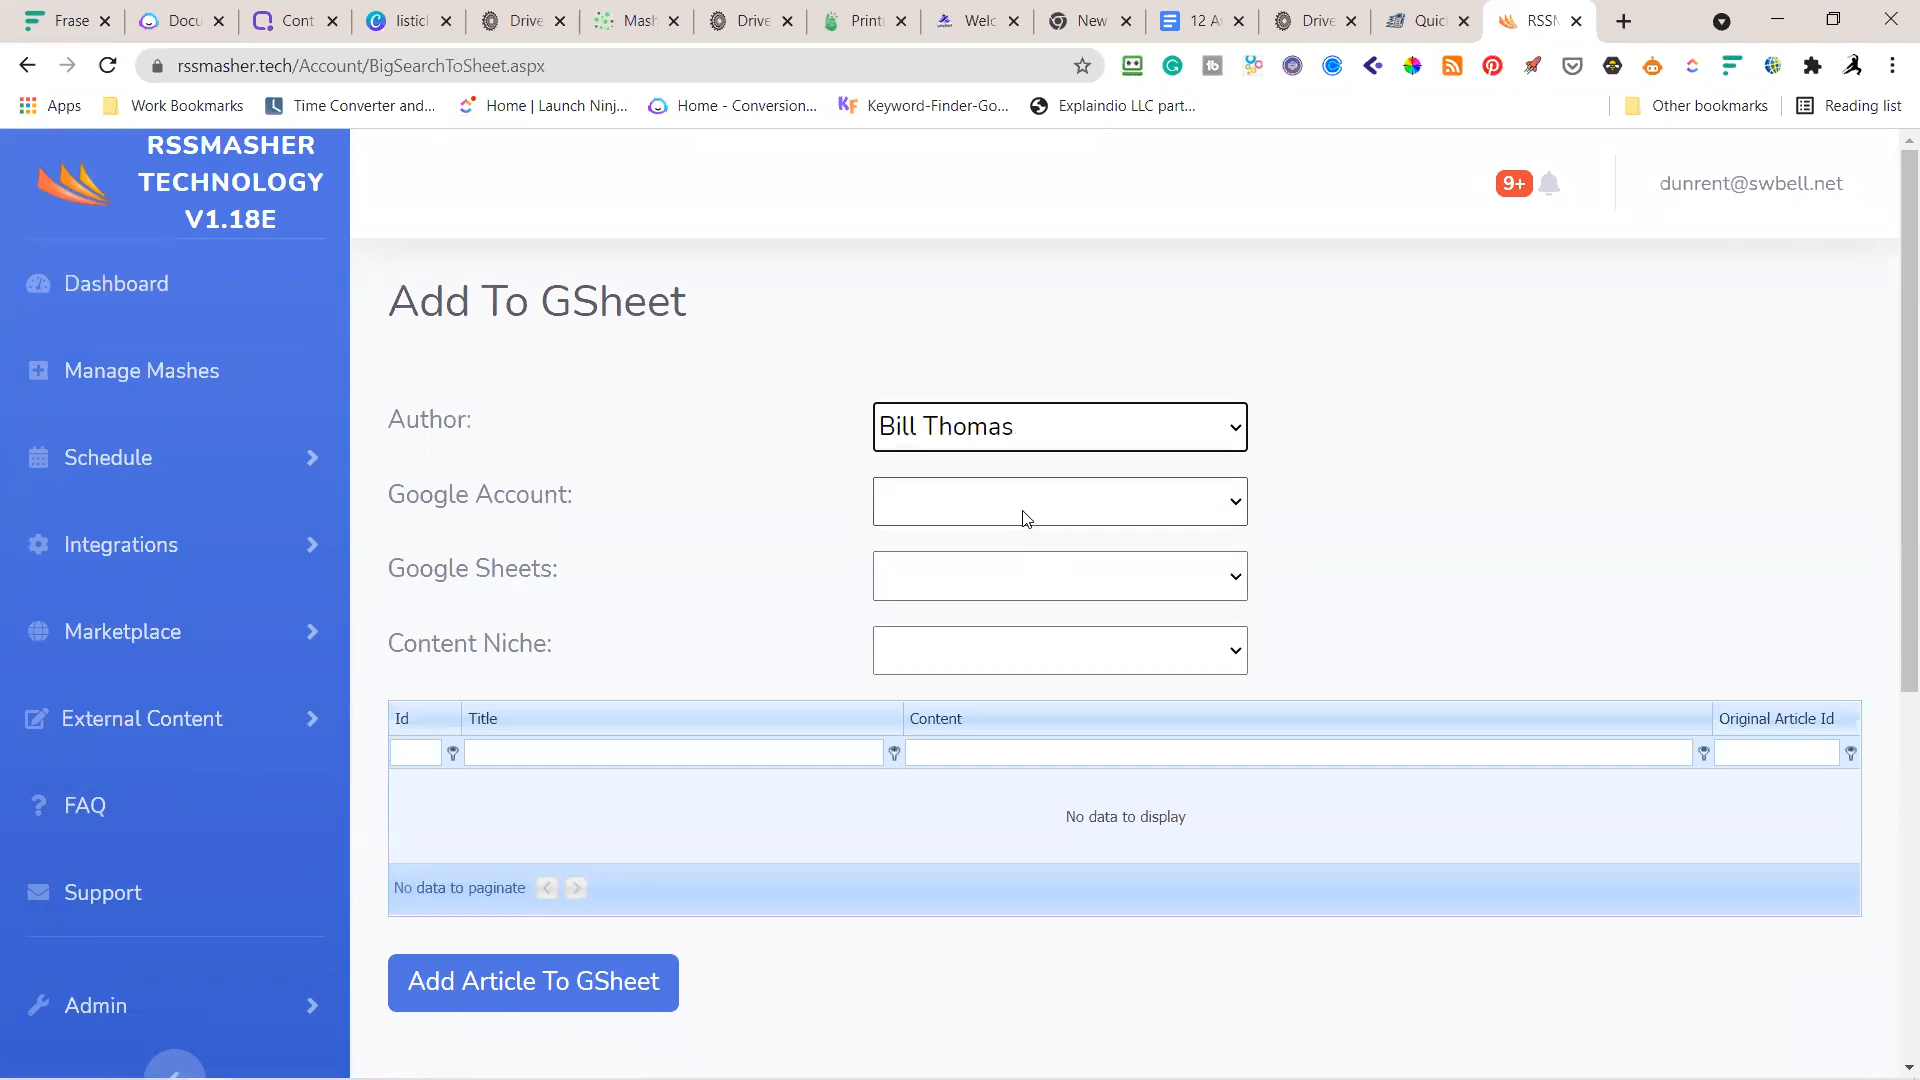 Frase
Docu
Cont
listicl
Drive
Mash
Drive
Printi
Welc
New
12 A
Drive
Quic
RSSM
rssmasher.tech/Account/BigSearchToSheet.aspx
Apps
Work Bookmarks
Time Converter and...
Home | Launch Ninj...
Home - Conversion...
Keyword-Finder-Go...
Explaindio LLC part...
Other bookmarks
Reading list
RSSMASHER
TECHNOLOGY
V1.18E
9+
dunrent@swbell.net
Dashboard
Manage Mashes
Schedule
Integrations
Marketplace
External Content
FAQ
Support
Admin
Add To GSheet
Author:
Bill Thomas
Google Account:
Google Sheets:
Content Niche:
Id
Title
Content
Original Article Id
No data to display
No data to paginate
Add Article To GSheet